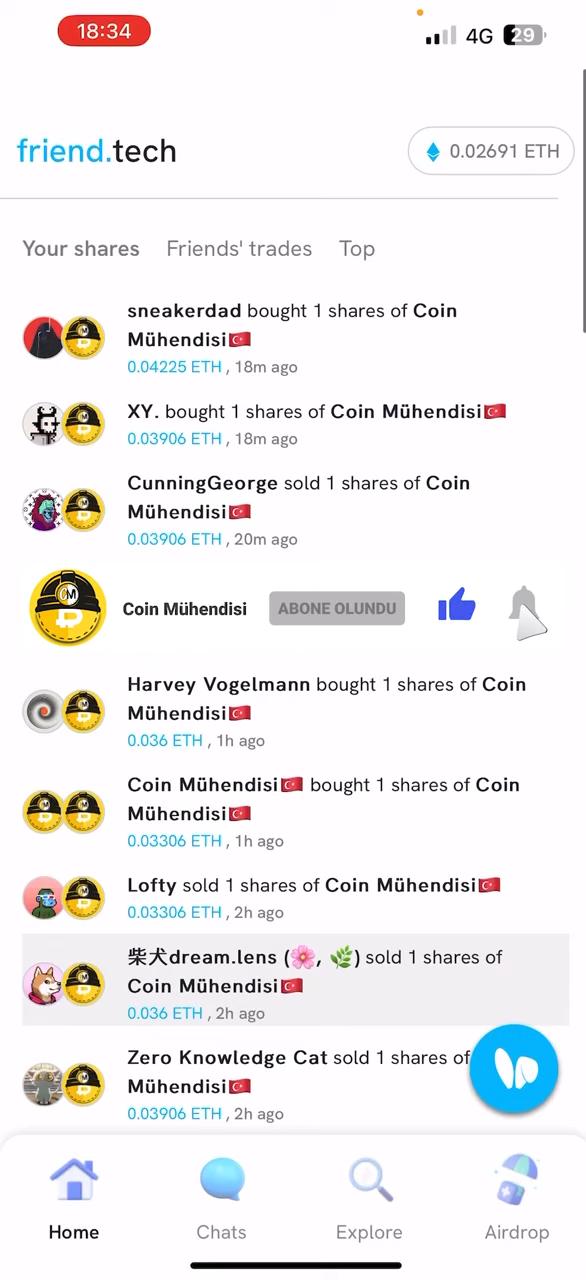 18:34
4G 29
friend.tech
0.02691 ETH
Your shares Friends' trades Top
sneakerdad bought 1 shares of Coin
Mühendisi🇹🇷
0.04225 ETH , 18m ago
XY. bought 1 shares of Coin Mühendisi🇹🇷
0.03906 ETH , 18m ago
CunningGeorge sold 1 shares of Coin
Mühendisi🇹🇷
0.03906 ETH , 20m ago
CM
Coin Mühendisi
ABONE OLUNDU
Harvey Vogelmann bought 1 shares of Coin
Mühendisi🇹🇷
0.036 ETH , 1h ago
Coin Mühendisi🇹🇷 bought 1 shares of Coin
Mühendisi🇹🇷
0.03306 ETH , 1h ago
Lofty sold 1 shares of Coin Mühendisi🇹🇷
0.03306 ETH , 2h ago
柴犬dream.lens (🌸, 🌿) sold 1 shares of
Coin Mühendisi🇹🇷
0.036 ETH , 2h ago
Zero Knowledge Cat sold 1 shares of
Mühendisi🇹🇷
0.03906 ETH , 2h ago
Home Chats Explore Airdrop